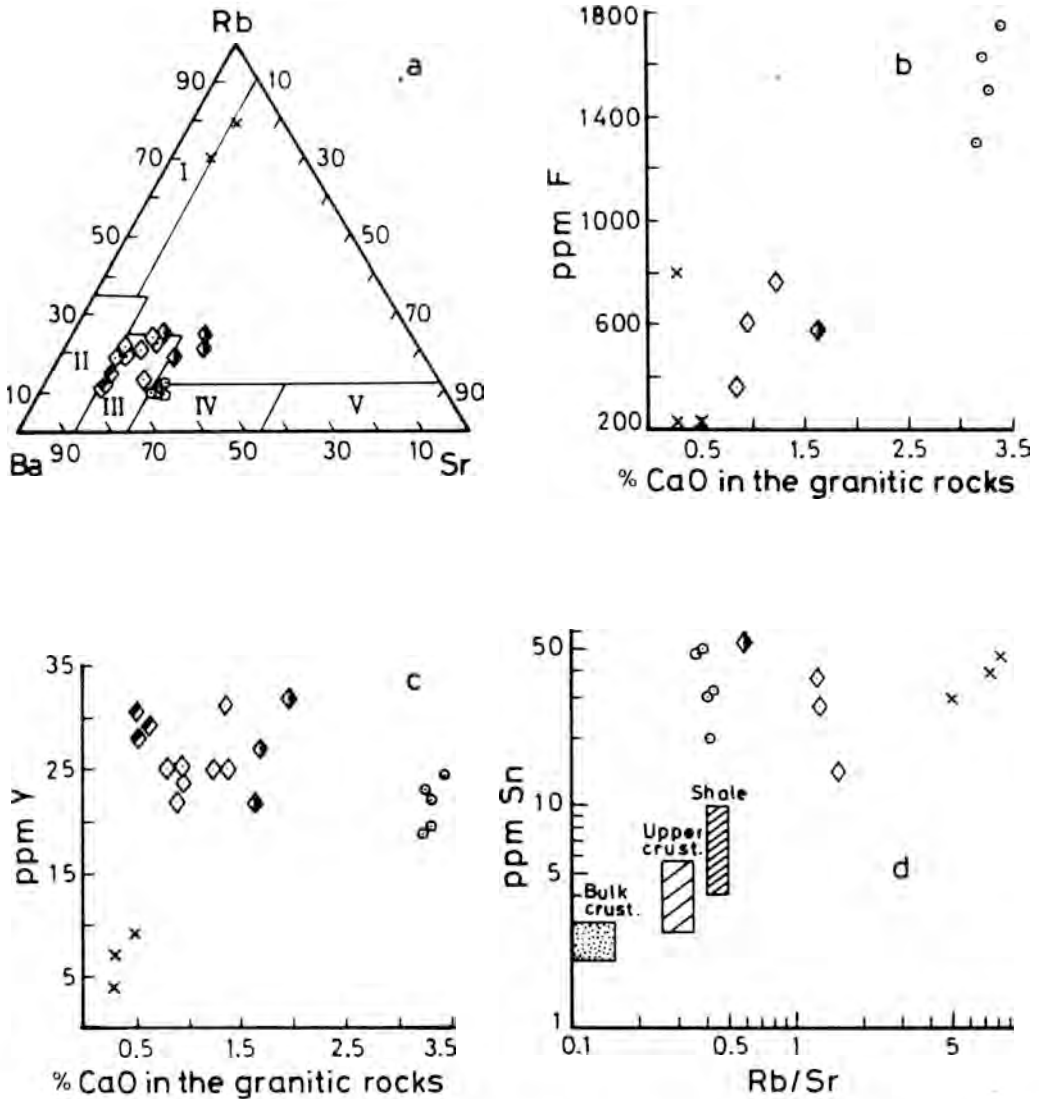 Rb
a
90
10
70
I
30
50
50
30
70
II
10
III
IV
V
90
Ba
90
70
50
30
10
Sr
b
1800
1400
1000
600
200
ppm F
0.5
1.5
2.5
3.5
% CaO in the granitic rocks
c
35
25
15
5
ppm Y
0.5
1.5
2.5
3.5
% CaO in the granitic rocks
50
10
5
1
ppm Sn
Shale
Upper
crust.
Bulk
crust.
d
0.1
0.5
1
5
Rb/Sr